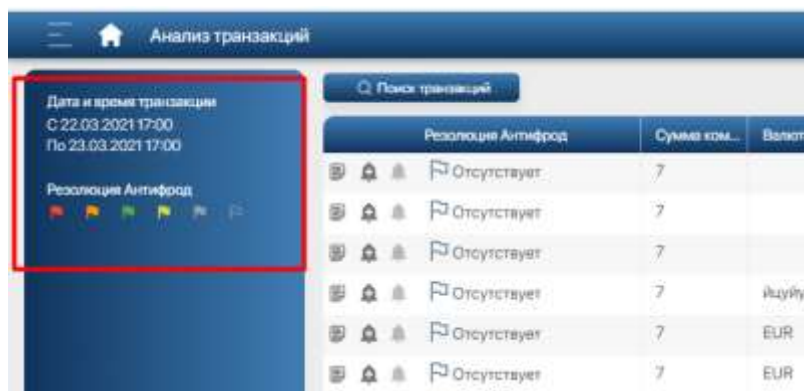 Анализ транзакций
Дата и время транзакции
С 22.03.2021 17:00
По 23.03.2021 17:00
Резолюция Антифрод
Поиск транзакций
Резолюция Антифрод Сумма ком... Валют
Отсутствует 7
Отсутствует 7
Отсутствует 7
Отсутствует 7 йцуйу
Отсутствует 7 EUR
Отсутствует 7 EUR